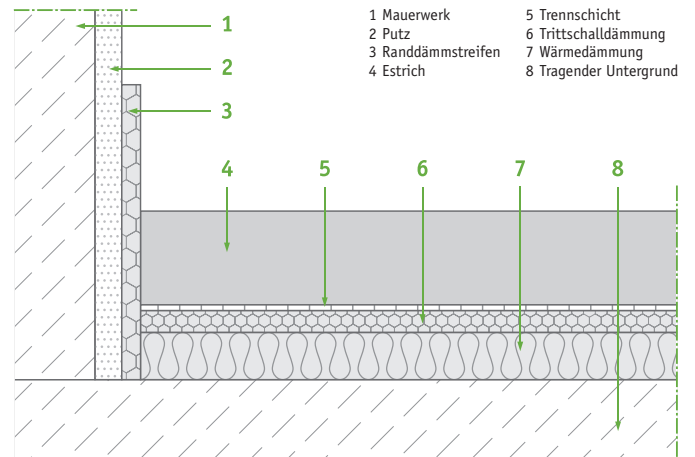 1 Mauerwerk
2 Putz
3 Randdämmstreifen
4 Estrich
5 Trennschicht
6 Trittschalldämmung
7 Wärmedämmung
8 Tragender Untergrund
1
2
3
4 5 6 7 8